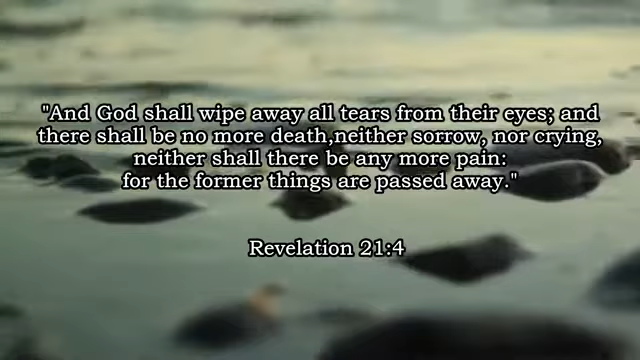 "And God shall wipe away all tears from their eyes; and
there shall be no more death,neither sorrow, nor crying,
neither shall there be any more pain:
for the former things are passed away."
Revelation 21:4